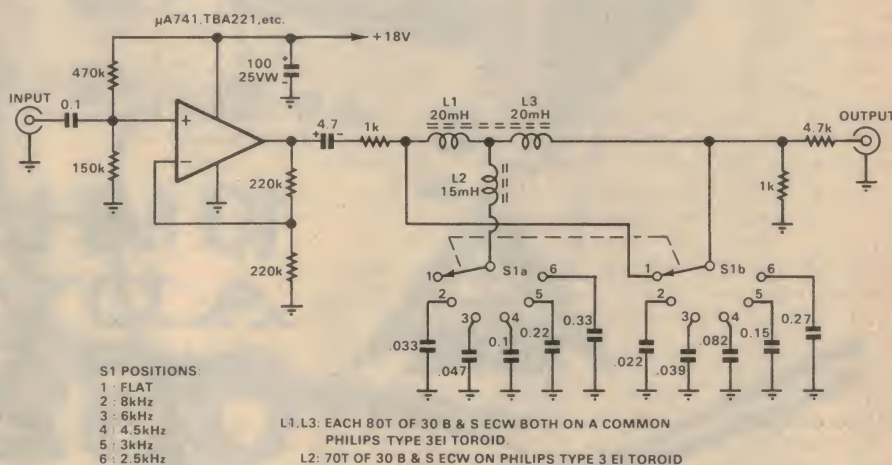 µA741,TBA221,etc.
+18V
470k
100
25VW
INPUT
0.1
150k
+
−
4.7
+ −
1k
220k
220k
L1
20mH
L3
20mH
L2
15mH
4.7k
OUTPUT
1k
S1a
1
2
3
4
5
6
.033
.047
0.1
0.22
0.33
S1b
1
2
3
4
5
6
.022
.039
.082
0.15
0.27
S1 POSITIONS:
1 : FLAT
2 : 8kHz
3 : 6kHz
4 : 4.5kHz
5 : 3kHz
6 : 2.5kHz
L1,L3: EACH 80T OF 30 B & S ECW BOTH ON A COMMON
PHILIPS TYPE 3EI TOROID.
L2: 70T OF 30 B & S ECW ON PHILIPS TYPE 3 EI TOROID